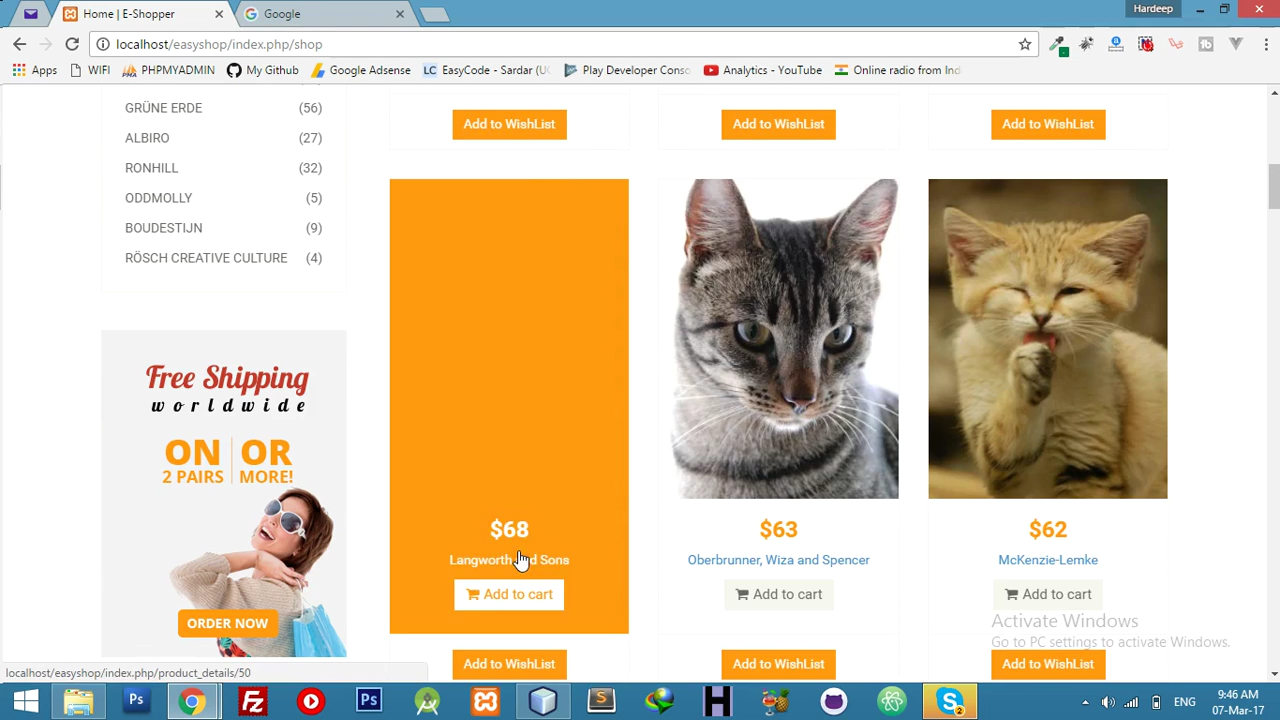 Hardeep
Home | E-Shopper
Google
localhost/easyshop/index.php/shop
Apps
WIFI
PHPMYADMIN
My Github
Google Adsense
LC EasyCode - Sardar (U
Play Developer Cons
Analytics - YouTube
Online radio from Ind
GRÜNE ERDE (56)
ALBIRO (27)
RONHILL (32)
ODDMOLLY (5)
BOUDESTIJN (9)
RÖSCH CREATIVE CULTURE (4)
Free Shipping
worldwide
ON OR
2 PAIRS MORE!
ORDER NOW
Add to WishList
Add to WishList
Add to WishList
$68
Langworth and Sons
Add to cart
Add to WishList
$63
Oberbrunner, Wiza and Spencer
Add to cart
Add to WishList
$62
McKenzie-Lemke
Add to cart
Add to WishList
Activate Windows
Go to PC settings to activate Windows.
localhost/easyshop/index.php/product_details/50
ENG
9:46 AM
07-Mar-17